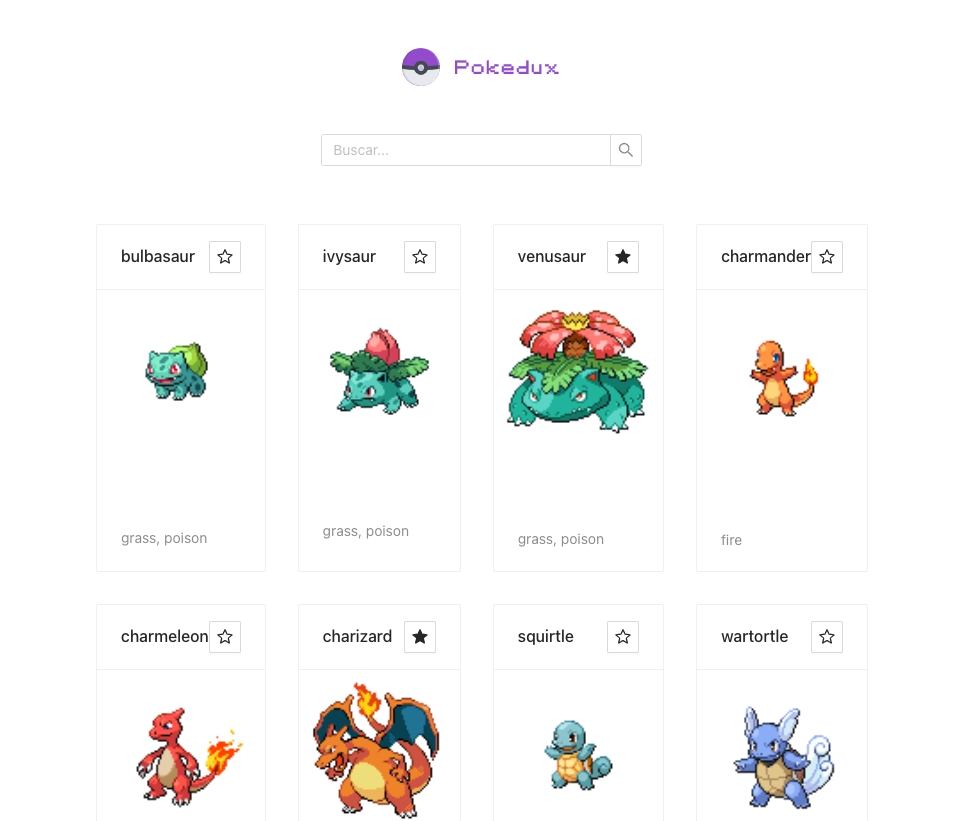 Pokedux
Buscar...
bulbasaur
ivysaur
venusaur
charmander
grass, poison
grass, poison
grass, poison
fire
charmeleon
charizard
squirtle
wartortle